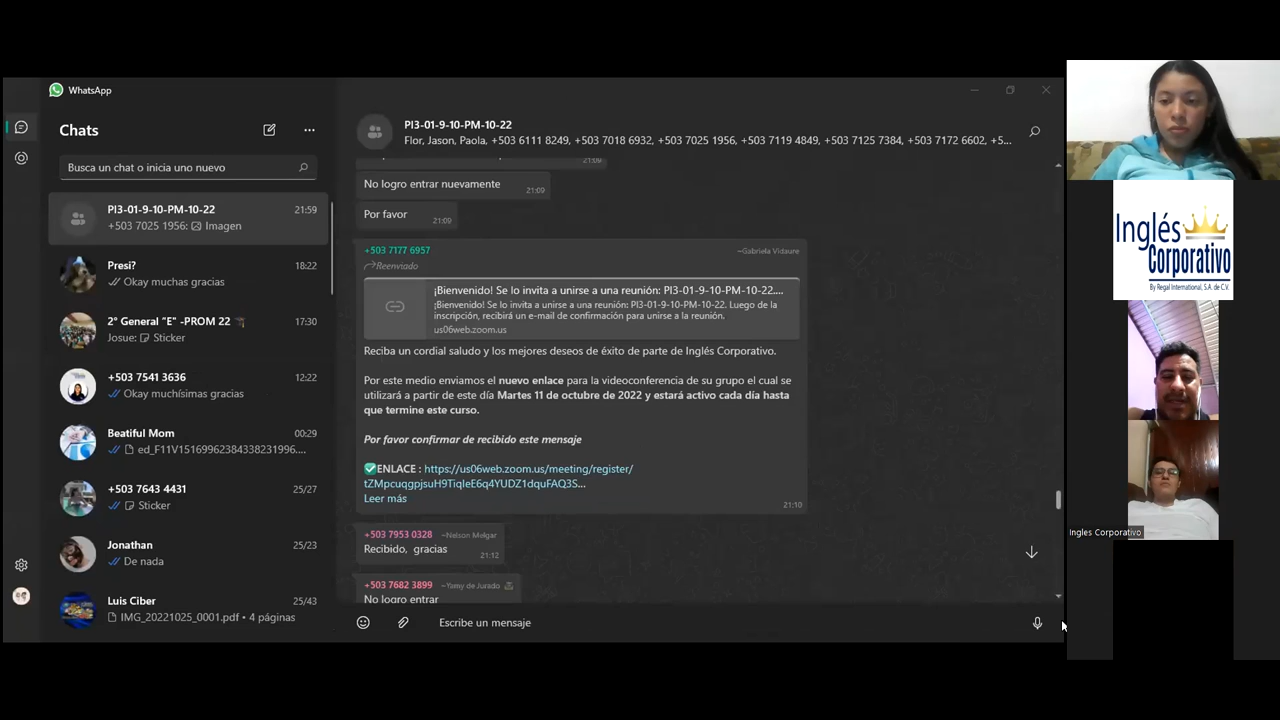 WhatsApp
Chats
Busca un chat o inicia uno nuevo
PI3-01-9-10-PM-10-22
21:59
+503 7025 1956: Imagen
Presi?
18:22
Okay muchas gracias
2° General "E" -PROM 22
17:30
Josue: Sticker
+503 7541 3636
12:22
Okay muchísimas gracias
Beatiful Mom
00:29
ed_F11V15169962384338231996....
+503 7643 4431
25/27
Sticker
Jonathan
25/23
De nada
Luis Ciber
25/43
IMG_20221025_0001.pdf • 4 páginas
PI3-01-9-10-PM-10-22
Flor, Jason, Paola, +503 6111 8249, +503 7018 6932, +503 7025 1956, +503 7119 4849, +503 7125 7384, +503 7172 6602, +5...
21:09
No logro entrar nuevamente
21:09
Por favor
21:09
+503 7177 6957
~Gabriela Vidaure
Reenviado
¡Bienvenido! Se lo invita a unirse a una reunión: PI3-01-9-10-PM-10-22....
¡Bienvenido! Se lo invita a unirse a una reunión: PI3-01-9-10-PM-10-22. Luego de la
inscripción, recibirá un e-mail de confirmación para unirse a la reunión.
us06web.zoom.us
Reciba un cordial saludo y los mejores deseos de éxito de parte de Inglés Corporativo.
Por este medio enviamos el nuevo enlace para la videoconferencia de su grupo el cual se
utilizará a partir de este día Martes 11 de octubre de 2022 y estará activo cada día hasta
que termine este curso.
Por favor confirmar de recibido este mensaje
ENLACE : https://us06web.zoom.us/meeting/register/
tZMpcuqgpjsuH9TiqIeE6q4YUDZ1dquFAQ3S...
Leer más
21:10
+503 7953 0328
~Nelson Melgar
Recibido, gracias
21:12
+503 7682 3899
~Yamy de Jurado
No logro entrar
Escribe un mensaje
Inglés
Corporativo
By Regal International, S.A. de C.V.
Ingles Corporativo